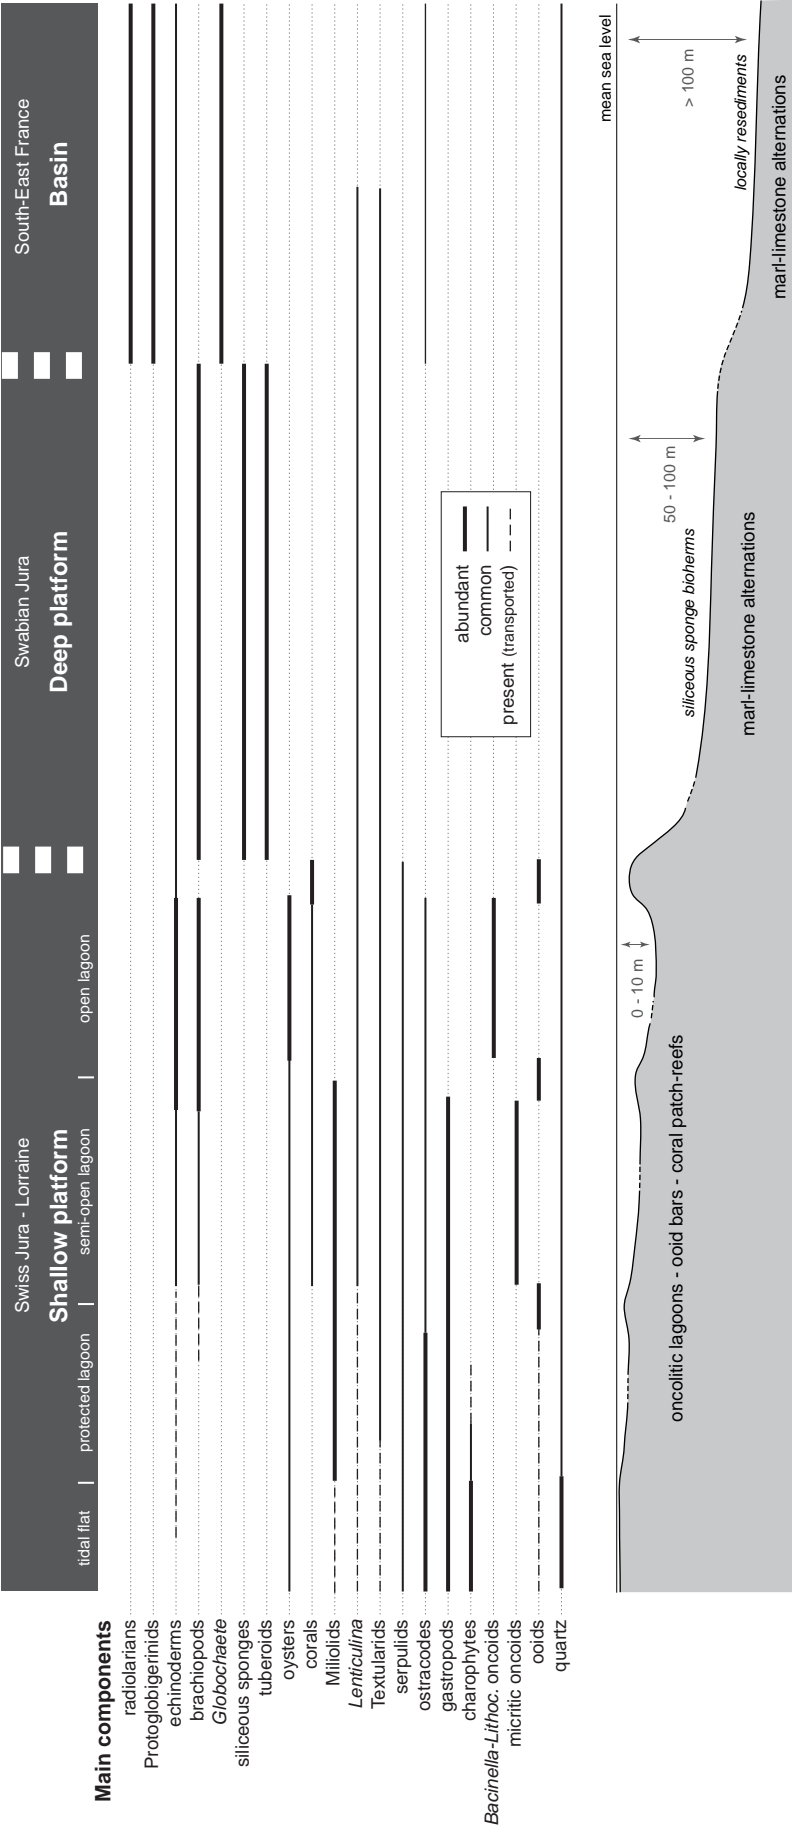 Swiss Jura - Lorraine
Swabian Jura
South-East France
Shallow platform
Deep platform
Basin
tidal flat
protected lagoon
semi-open lagoon
open lagoon
Main components
radiolarians
Protoglobigerinids
echinoderms
brachiopods
Globochaete
siliceous sponges
tuberoids
oysters
corals
Miliolids
Lenticulina
Textularids
serpulids
ostracodes
gastropods
charophytes
Bacinella-Lithoc. oncoids
micritic oncoids
ooids
quartz
abundant
common
present (transported)
mean sea level
0 - 10 m
50 - 100 m
> 100 m
siliceous sponge bioherms
locally resediments
oncolitic lagoons - ooid bars - coral patch-reefs
marl-limestone alternations
marl-limestone alternations